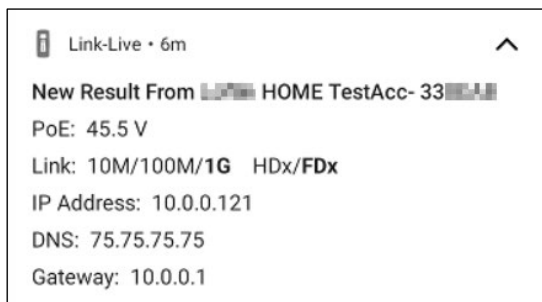 Link-Live • 6m
New Result From HOME TestAcc- 33
PoE: 45.5 V
Link: 10M/100M/1G HDx/FDx
IP Address: 10.0.0.121
DNS: 75.75.75.75
Gateway: 10.0.0.1